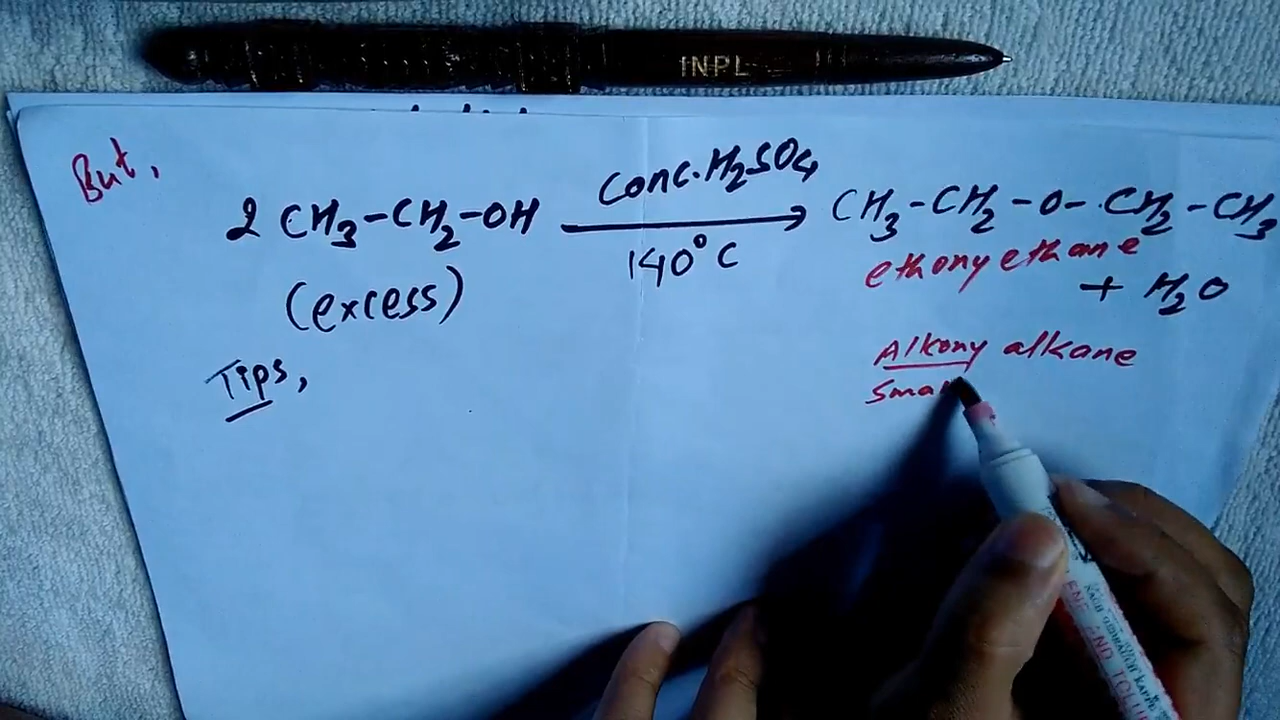 INPL
But,
2 CH₃-CH₂-OH (excess) Conc. H₂SO₄ 140°C → CH₃-CH₂-O-CH₂-CH₃
ethoxyethane
+ H₂O
Tips,
Alkoxy alkane
Smal